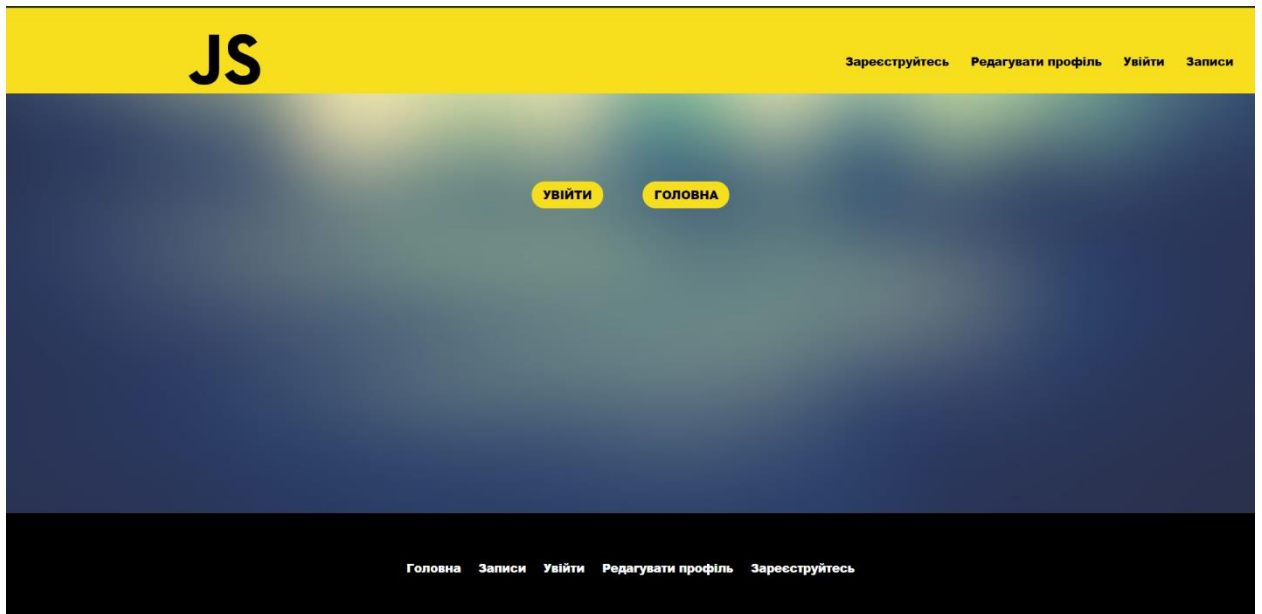 JS
Зареєструйтесь Редагувати профіль Увійти Записи
УВІЙТИ ГОЛОВНА
Головна Записи Увійти Редагувати профіль Зареєструйтесь